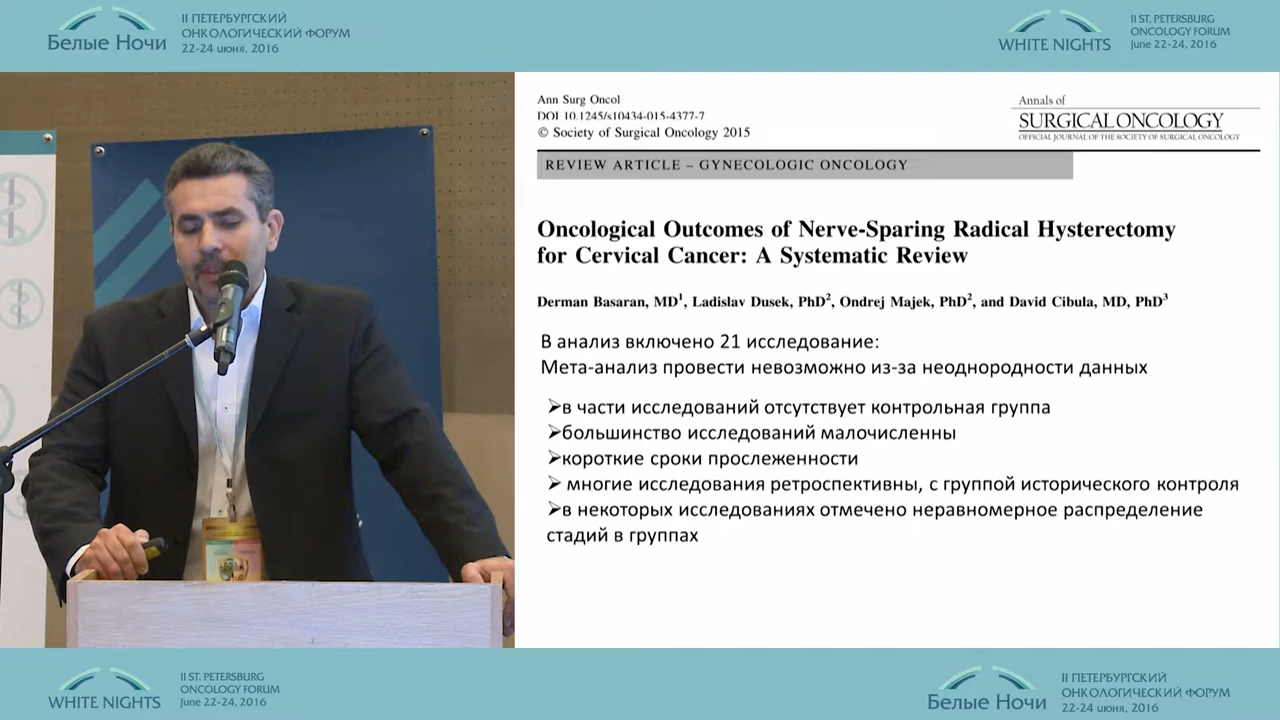 Белые Ночи
II ПЕТЕРБУРГСКИЙ
ОНКОЛОГИЧЕСКИЙ ФОРУМ
22-24 июня, 2016
WHITE NIGHTS
II ST. PETERSBURG
ONCOLOGY FORUM
June 22-24, 2016
Ann Surg Oncol
DOI 10.1245/s10434-015-4377-7
© Society of Surgical Oncology 2015
Annals of
SURGICAL ONCOLOGY
OFFICIAL JOURNAL OF THE SOCIETY OF SURGICAL ONCOLOGY
REVIEW ARTICLE – GYNECOLOGIC ONCOLOGY
Oncological Outcomes of Nerve-Sparing Radical Hysterectomy
for Cervical Cancer: A Systematic Review
Derman Basaran, MD1, Ladislav Dusek, PhD2, Ondrej Majek, PhD2, and David Cibula, MD, PhD3
В анализ включено 21 исследование:
Мета-анализ провести невозможно из-за неоднородности данных
➢в части исследований отсутствует контрольная группа
➢большинство исследований малочисленны
➢короткие сроки прослеженности
➢ многие исследования ретроспективны, с группой исторического контроля
➢в некоторых исследованиях отмечено неравномерное распределение
стадий в группах
WHITE NIGHTS
II ST. PETERSBURG
ONCOLOGY FORUM
June 22-24, 2016
Белые Ночи
II ПЕТЕРБУРГСКИЙ
ОНКОЛОГИЧЕСКИЙ ФОРУМ
22-24 июня, 2016